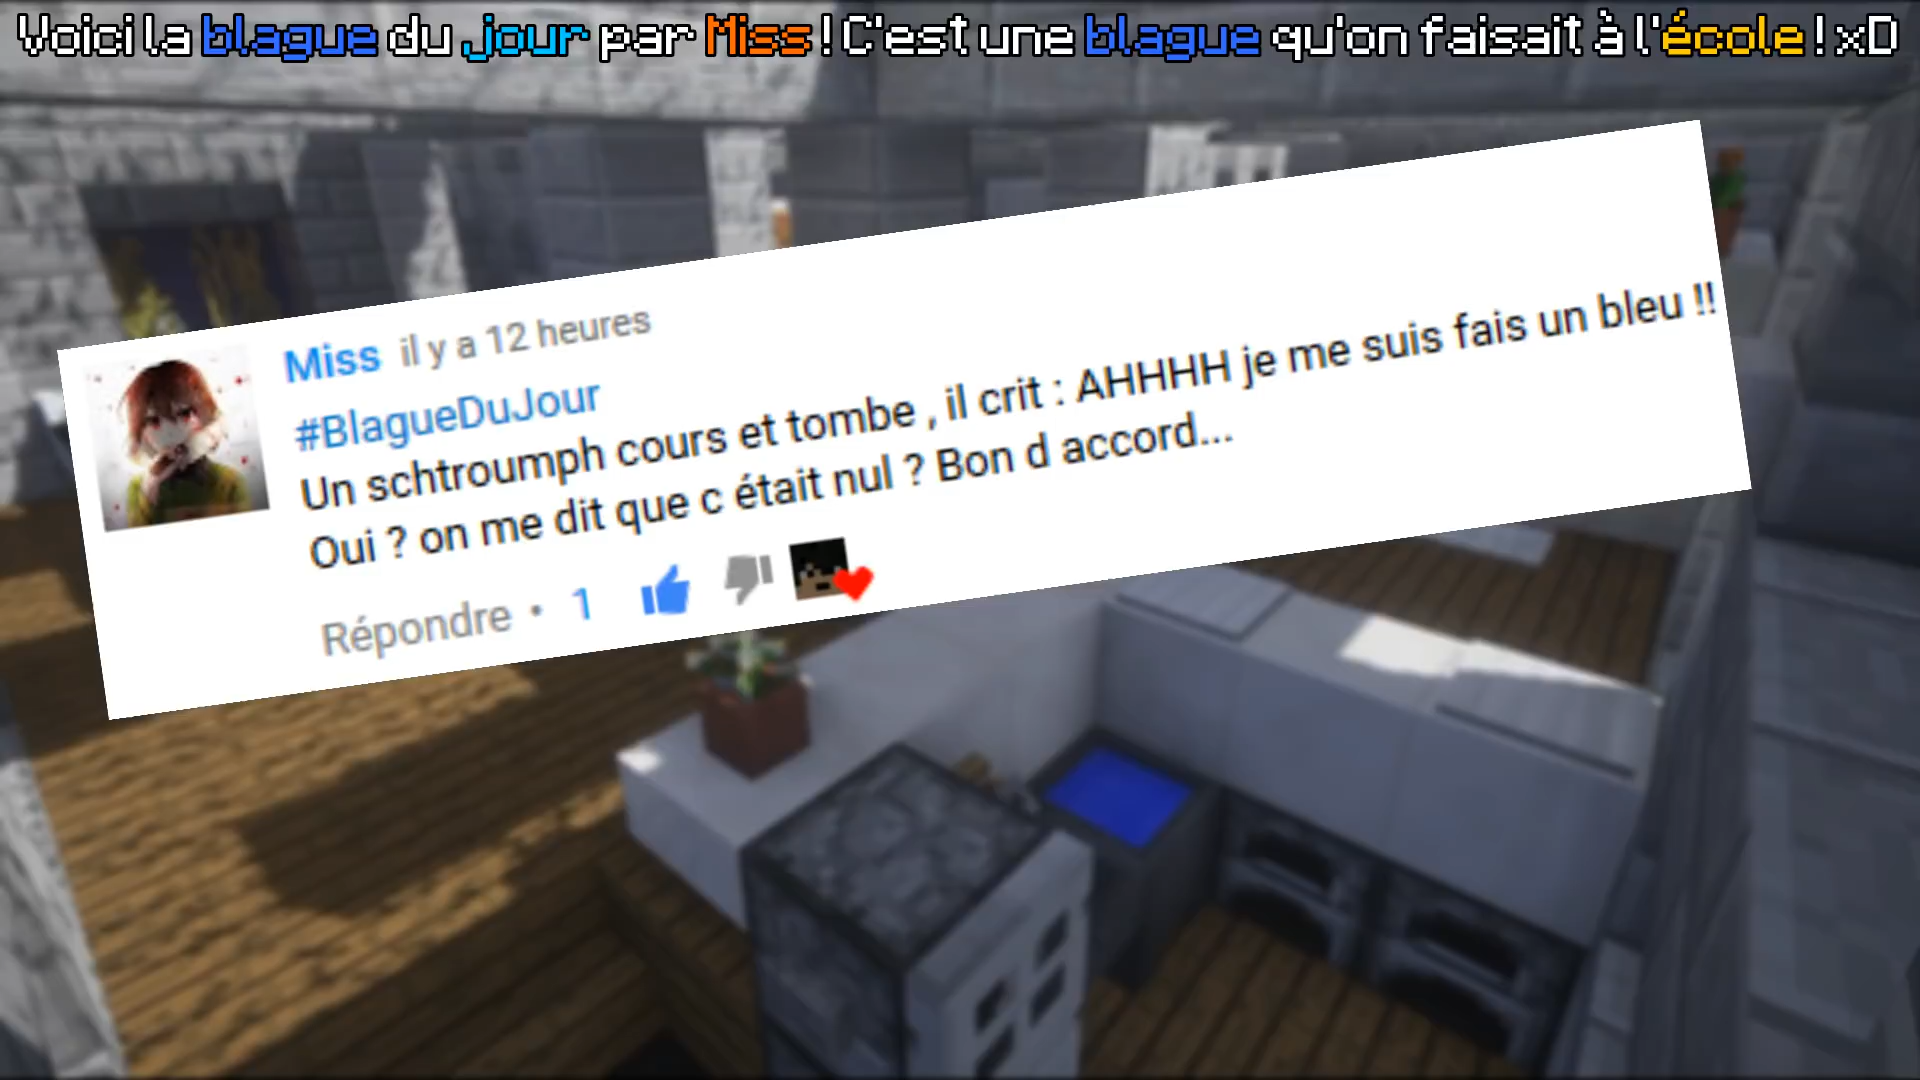 Voici la blague du jour par Miss ! C'est une blague qu'on faisait à l'école ! xD
Miss il y a 12 heures
#BlagueDuJour
Un schtroumph cours et tombe , il crit : AHHHH je me suis fais un bleu !!
Oui ? on me dit que c était nul ? Bon d accord...
Répondre • 1